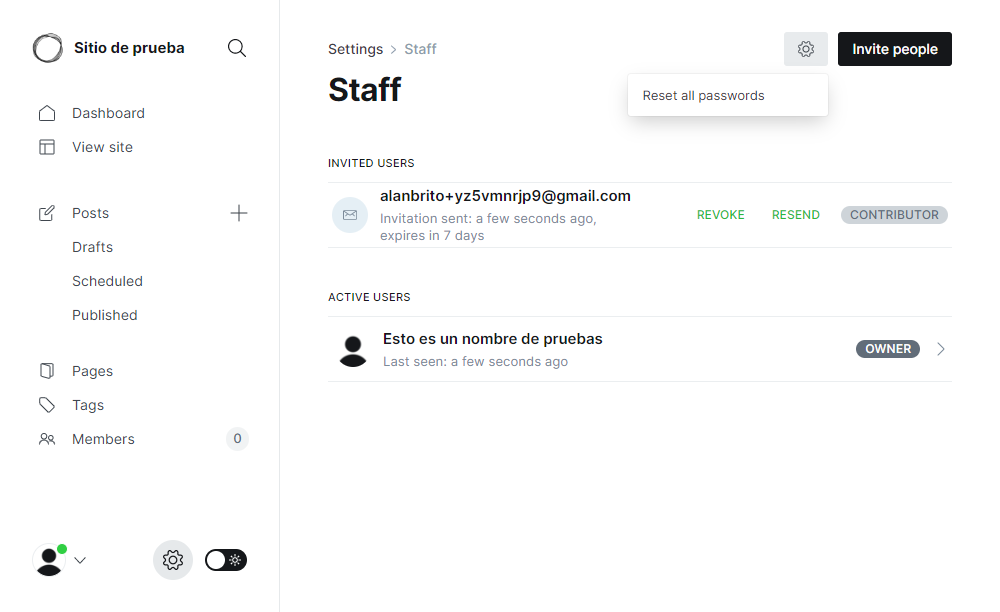 Sitio de prueba
Dashboard
View site
Posts
Drafts
Scheduled
Published
Pages
Tags
Members 0
Settings > Staff
Invite people
Staff
Reset all passwords
INVITED USERS
alanbrito+yz5vmnrjp9@gmail.com
Invitation sent: a few seconds ago,
expires in 7 days
REVOKE RESEND CONTRIBUTOR
ACTIVE USERS
Esto es un nombre de pruebas
Last seen: a few seconds ago
OWNER